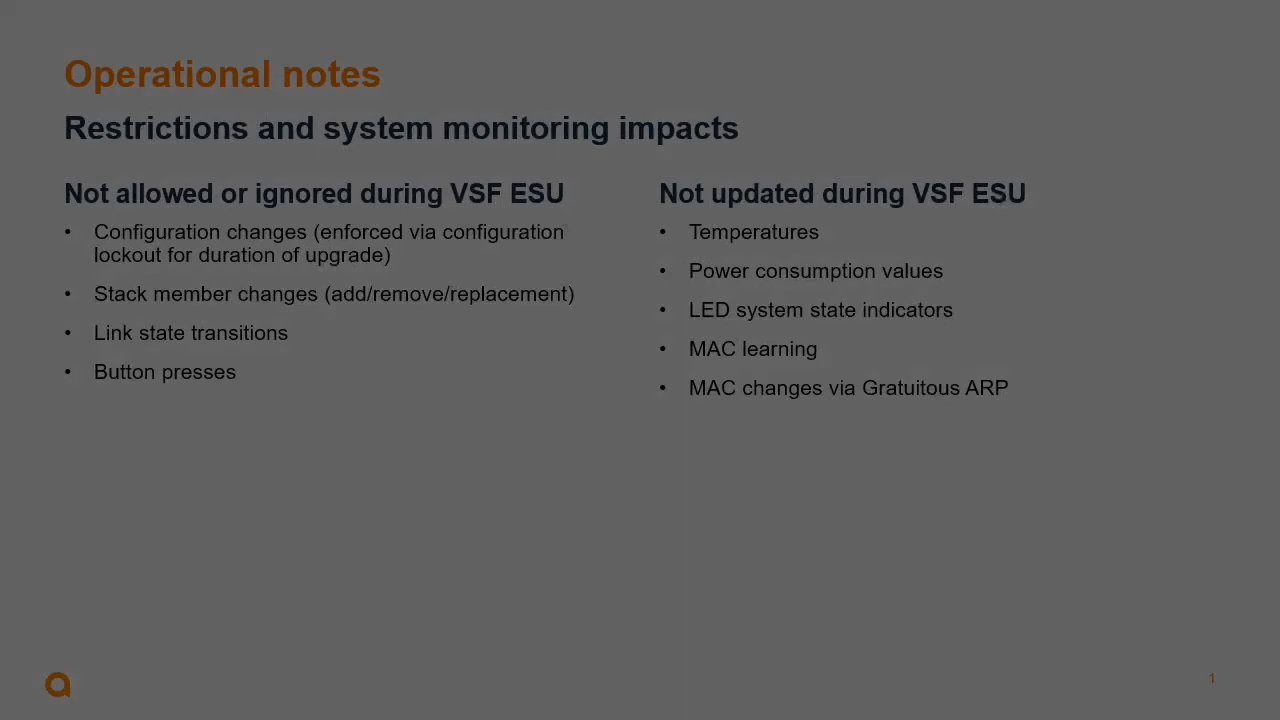 Operational notes
Restrictions and system monitoring impacts
Not allowed or ignored during VSF ESU
• Configuration changes (enforced via configuration
lockout for duration of upgrade)
• Stack member changes (add/remove/replacement)
• Link state transitions
• Button presses
Not updated during VSF ESU
• Temperatures
• Power consumption values
• LED system state indicators
• MAC learning
• MAC changes via Gratuitous ARP
1